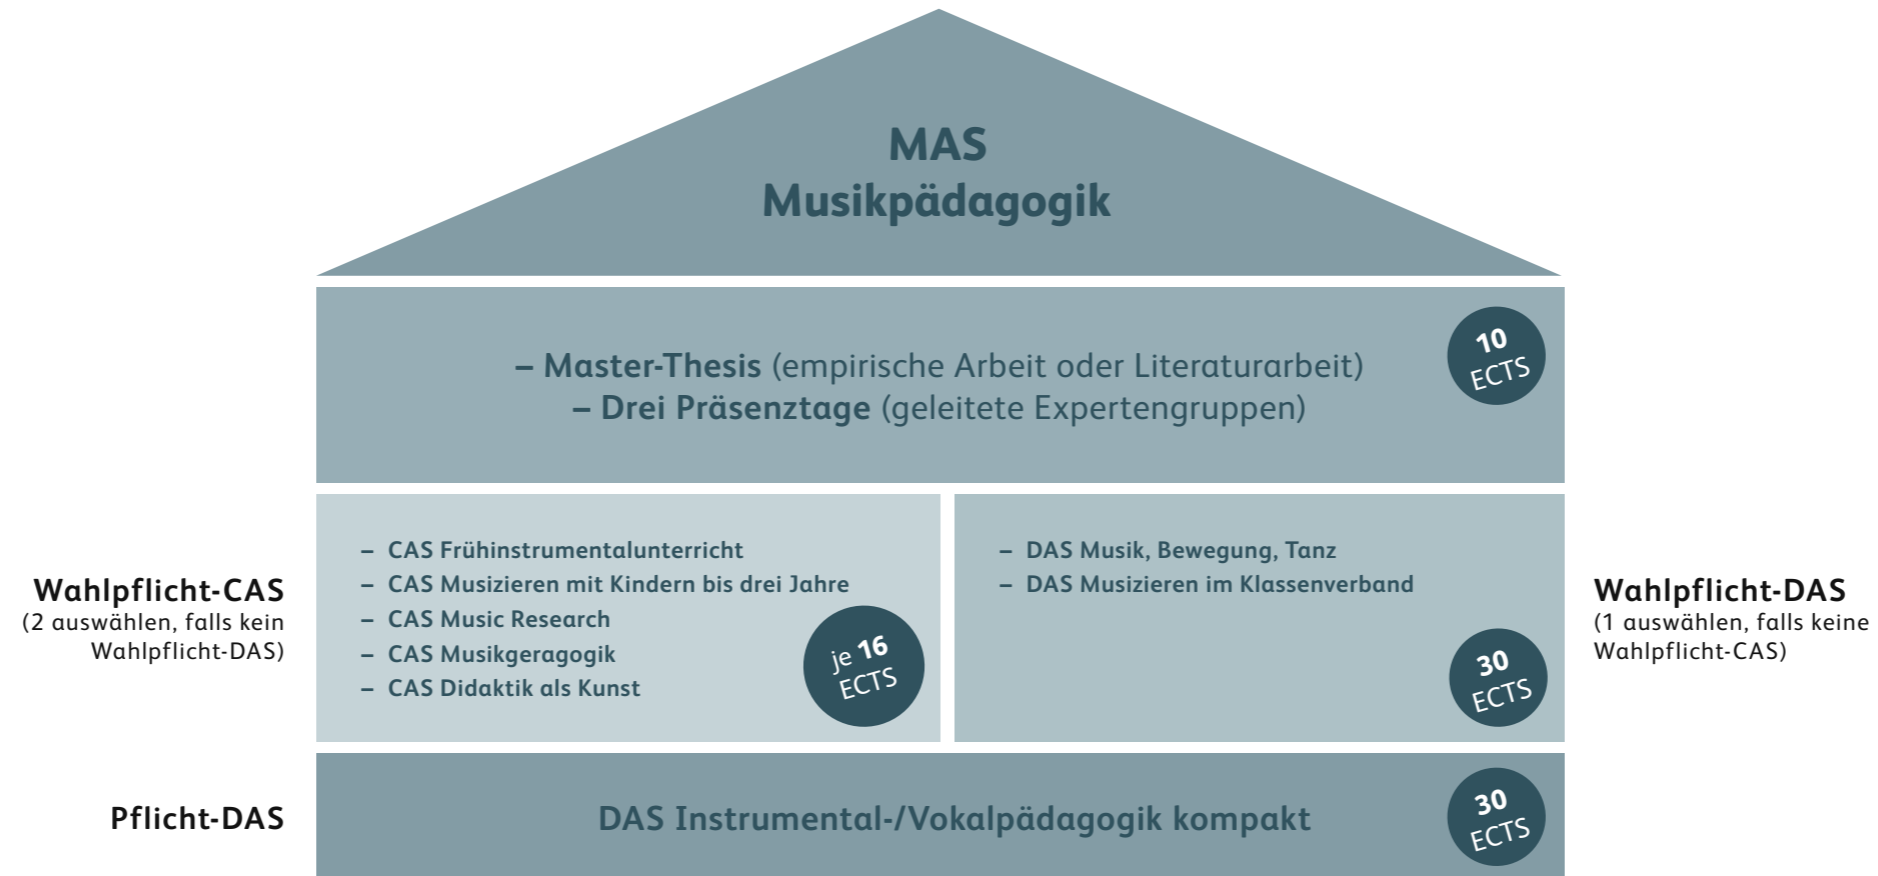 MAS
Musikpädagogik
– Master-Thesis (empirische Arbeit oder Literaturarbeit)
– Drei Präsenztage (geleitete Expertengruppen)
10
ECTS
Wahlpflicht-CAS
(2 auswählen, falls kein
Wahlpflicht-DAS)
– CAS Frühinstrumentalunterricht
– CAS Musizieren mit Kindern bis drei Jahre
– CAS Music Research
– CAS Musikgeragogik
– CAS Didaktik als Kunst
je 16
ECTS
– DAS Musik, Bewegung, Tanz
– DAS Musizieren im Klassenverband
30
ECTS
Wahlpflicht-DAS
(1 auswählen, falls keine
Wahlpflicht-CAS)
Pflicht-DAS
DAS Instrumental-/Vokalpädagogik kompakt
30
ECTS